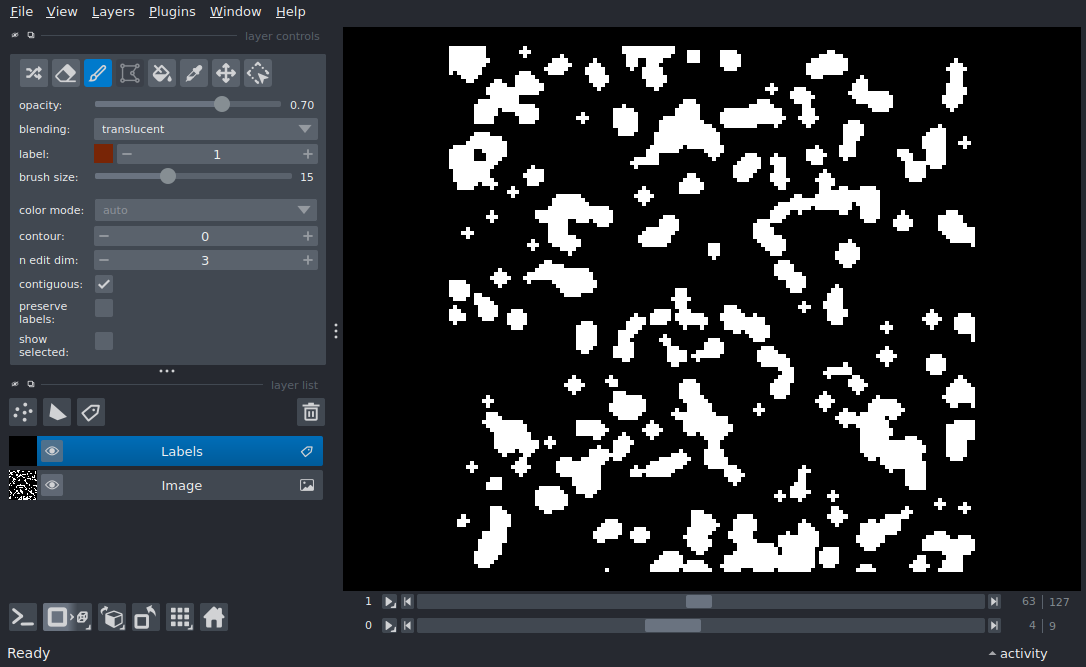 File View Layers Plugins Window Help
layer controls
opacity: 0.70
blending: translucent
label: 1
brush size: 15
color mode: auto
contour: 0
n edit dim: 3
contiguous:
preserve
labels:
show
selected:
layer list
Labels
Image
1 63 127
0 4 9
Ready activity